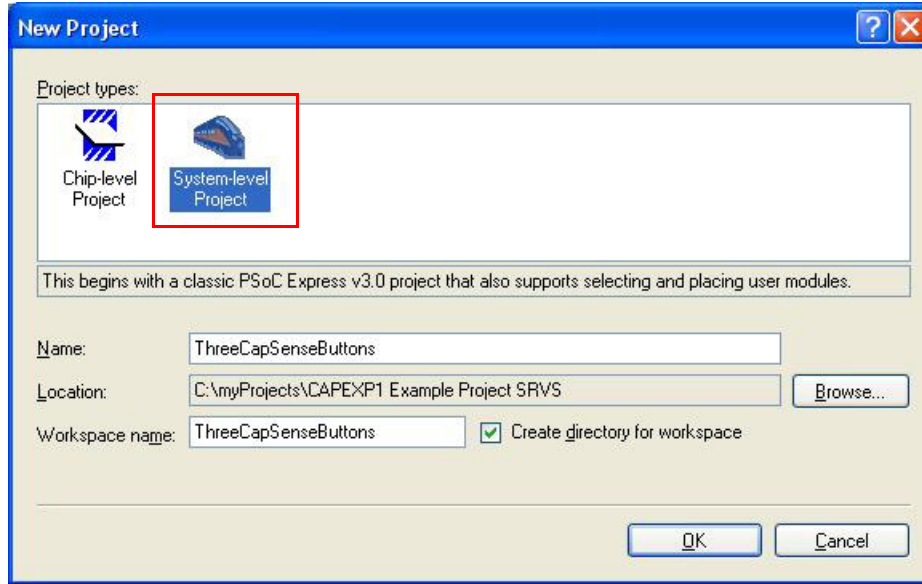 New Project
Project types:
Chip-level
Project
System-level
Project
This begins with a classic PSoC Express v3.0 project that also supports selecting and placing user modules.
Name:
ThreeCapSenseButtons
Location:
C:\myProjects\CAPEXP1 Example Project SRVS
Browse...
Workspace name:
ThreeCapSenseButtons
Create directory for workspace
OK
Cancel